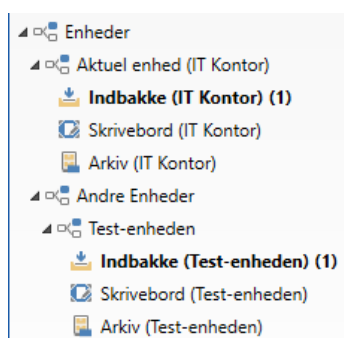 Enheder
Aktuel enhed (IT Kontor)
Indbakke (IT Kontor) (1)
Skrivebord (IT Kontor)
Arkiv (IT Kontor)
Andre Enheder
Test-enheden
Indbakke (Test-enheden) (1)
Skrivebord (Test-enheden)
Arkiv (Test-enheden)